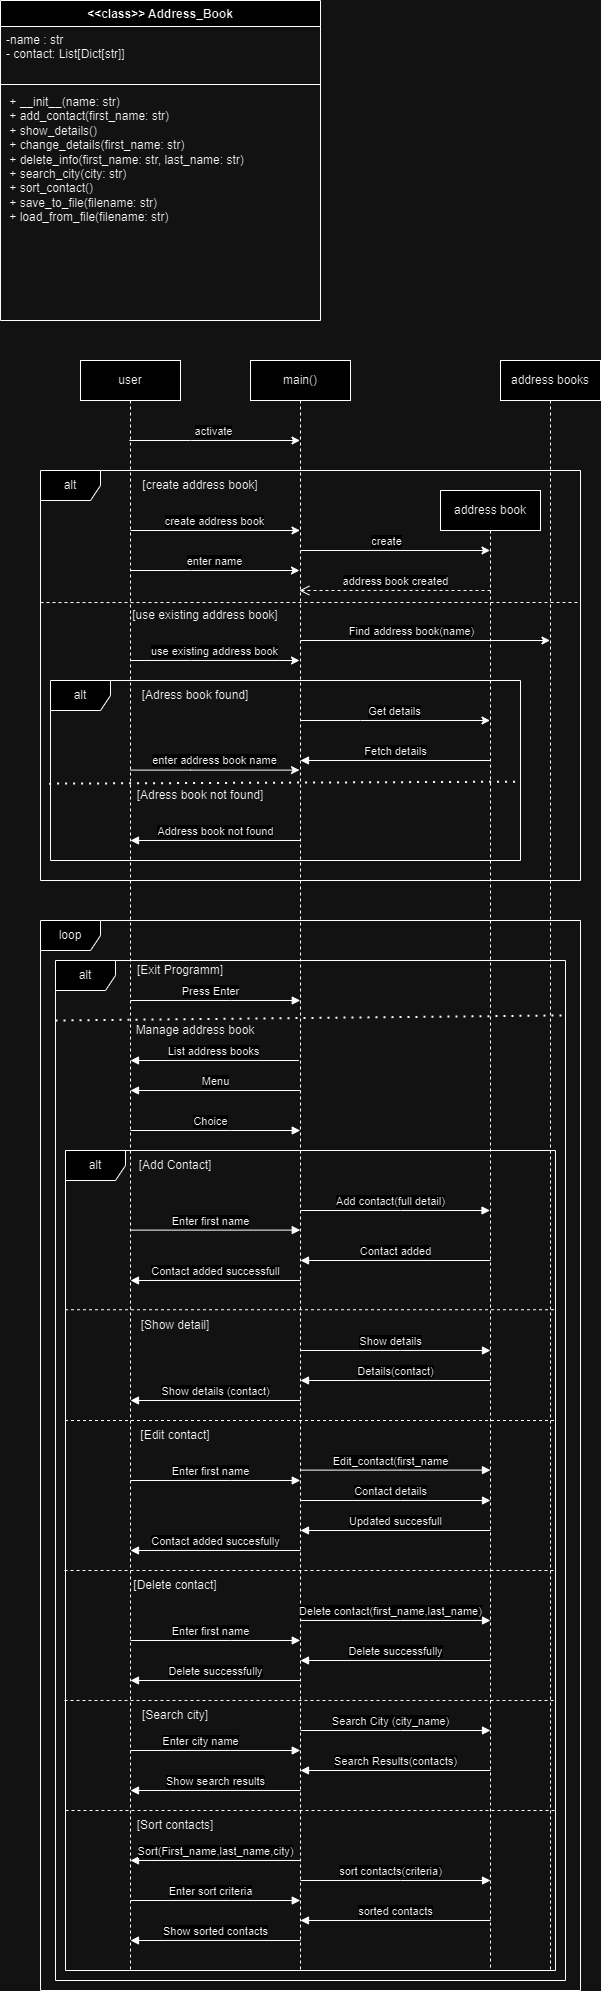 <<class>> Address_Book
-name : str
- contact: List[Dict[str]]
+ __init__(name: str)
+ add_contact(first_name: str)
+ show_details()
+ change_details(first_name: str)
+ delete_info(first_name: str, last_name: str)
+ search_city(city: str)
+ sort_contact()
+ save_to_file(filename: str)
+ load_from_file(filename: str)
user
main()
address books
activate
alt
[create address book]
address book
create address book
create
enter name
address book created
[use existing address book]
Find address book(name)
use existing address book
alt
[Adress book found]
Get details
Fetch details
enter address book name
[Adress book not found]
Address book not found
loop
alt
[Exit Programm]
Press Enter
Manage address book
List address books
Menu
Choice
alt
[Add Contact]
Add contact(full detail)
Enter first name
Contact added
Contact added successfull
[Show detail]
Show details
Details(contact)
Show details (contact)
[Edit contact]
Edit_contact(first_name
Enter first name
Contact details
Updated succesfull
Contact added succesfully
[Delete contact]
Delete contact(first_name,last_name)
Enter first name
Delete successfully
Delete successfully
[Search city]
Search City (city_name)
Enter city name
Search Results(contacts)
Show search results
[Sort contacts]
Sort(First_name,last_name,city)
sort contacts(criteria)
Enter sort criteria
sorted contacts
Show sorted contacts